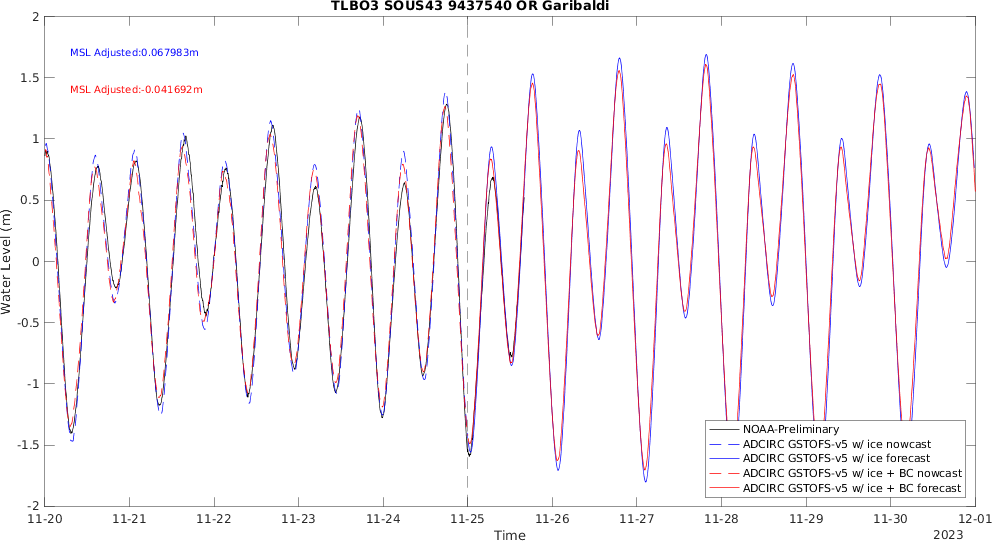 TLBO3 SOUS43 9437540 OR Garibaldi
2
1.5
1
0.5
0
-0.5
-1
-1.5
-2
Water Level (m)
MSL Adjusted:0.067983m
MSL Adjusted:-0.041692m
NOAA-Preliminary
ADCIRC GSTOFS-v5 w/ ice nowcast
ADCIRC GSTOFS-v5 w/ ice forecast
ADCIRC GSTOFS-v5 w/ ice + BC nowcast
ADCIRC GSTOFS-v5 w/ ice + BC forecast
11-20 11-21 11-22 11-23 11-24 11-25 11-26 11-27 11-28 11-29 11-30 12-01
Time
2023